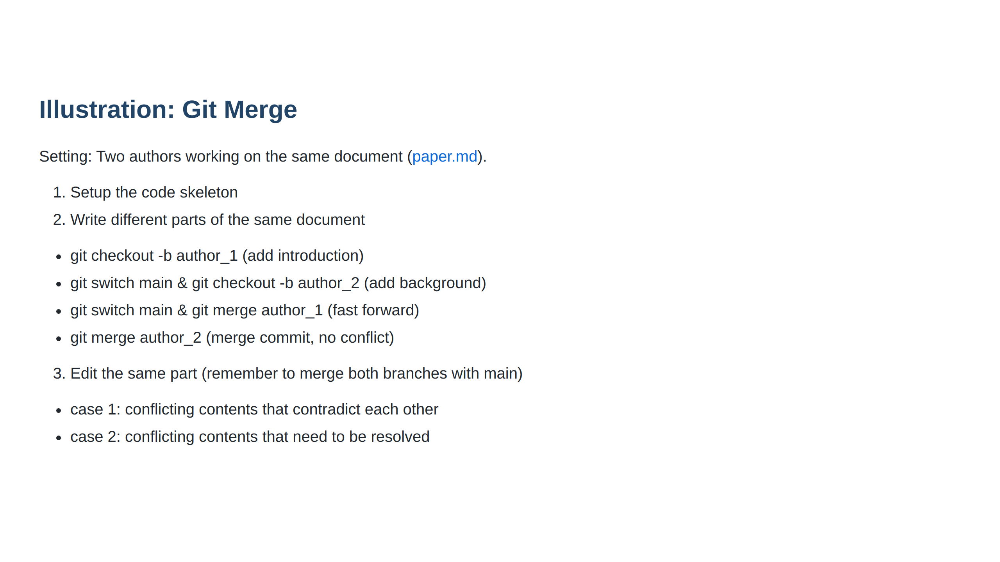 Illustration: Git Merge
Setting: Two authors working on the same document (paper.md).
1. Setup the code skeleton
2. Write different parts of the same document
• git checkout -b author_1 (add introduction)
• git switch main & git checkout -b author_2 (add background)
• git switch main & git merge author_1 (fast forward)
• git merge author_2 (merge commit, no conflict)
3. Edit the same part (remember to merge both branches with main)
• case 1: conflicting contents that contradict each other
• case 2: conflicting contents that need to be resolved